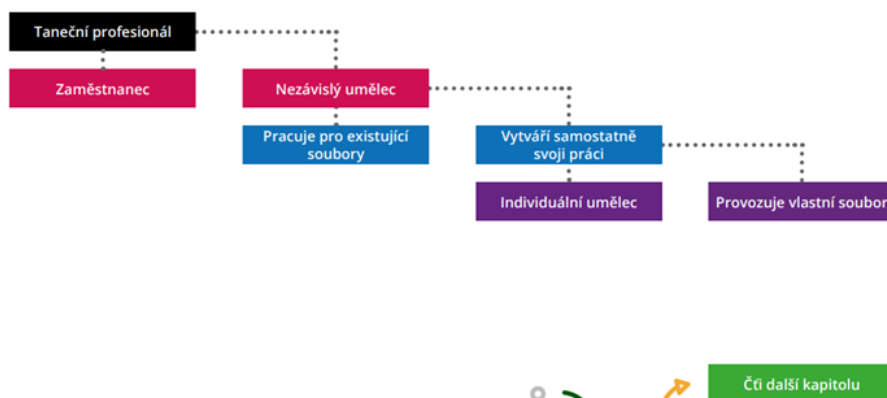 Taneční profesionál
Zaměstnanec
Nezávislý umělec
Pracuje pro existující
soubory
Vytváří samostatně
svoji práci
Individuální umělec
Provozuje vlastní soubor
Čti další kapitolu